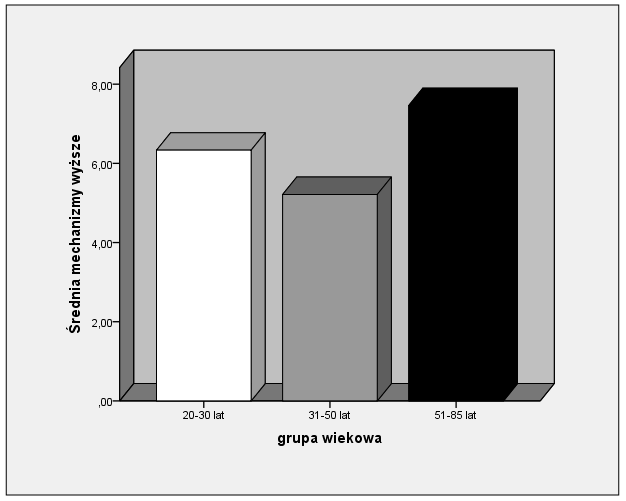 8,00
6,00
4,00
2,00
,00
Średnia mechanizmy wyższe
20-30 lat
31-50 lat
51-85 lat
grupa wiekowa